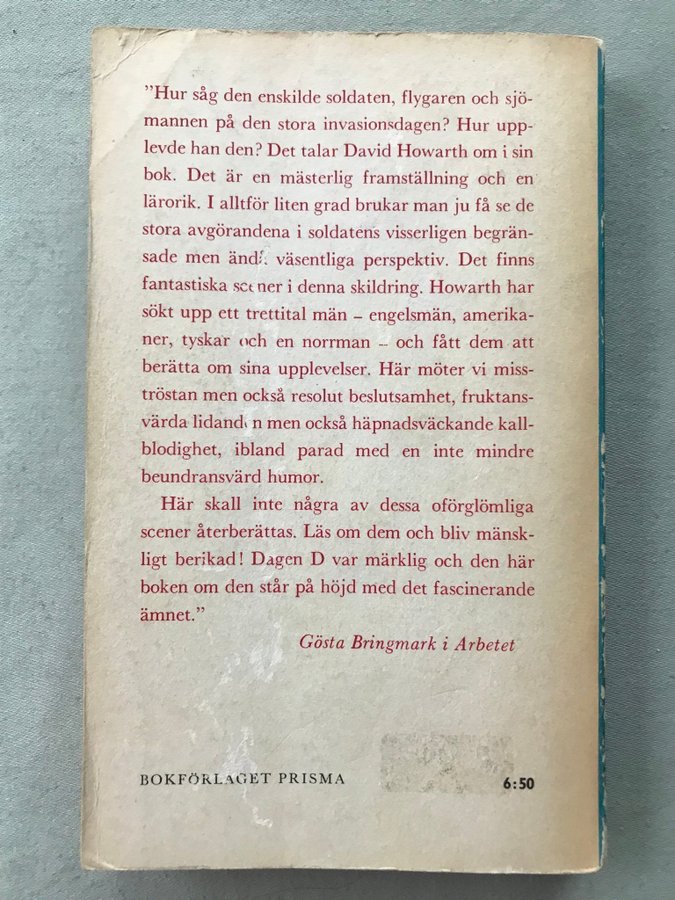 ”Hur såg den enskilde soldaten, flygaren och sjö-
mannen på den stora invasionsdagen? Hur upp-
levde han den? Det talar David Howarth om i sin
bok. Det är en mästerlig framställning och en
lärorik. I alltför liten grad brukar man ju få se de
stora avgörandena i soldatens visserligen begrän-
sade men ändå väsentliga perspektiv. Det finns
fantastiska scener i denna skildring. Howarth har
sökt upp ett trettital män – engelsmän, amerika-
ner, tyskar och en norrman – och fått dem att
berätta om sina upplevelser. Här möter vi miss-
tröstan men också resolut beslutsamhet, fruktans-
värda lidanden men också häpnadsväckande kall-
blodighet, ibland parad med en inte mindre
beundransvärd humor.
Här skall inte några av dessa oförglömliga
scener återberättas. Läs om dem och bliv mänsk-
ligt berikad! Dagen D var märklig och den här
boken om den står på höjd med det fascinerande
ämnet.”
Gösta Bringmark i Arbetet
BOKFÖRLAGET PRISMA
6:50